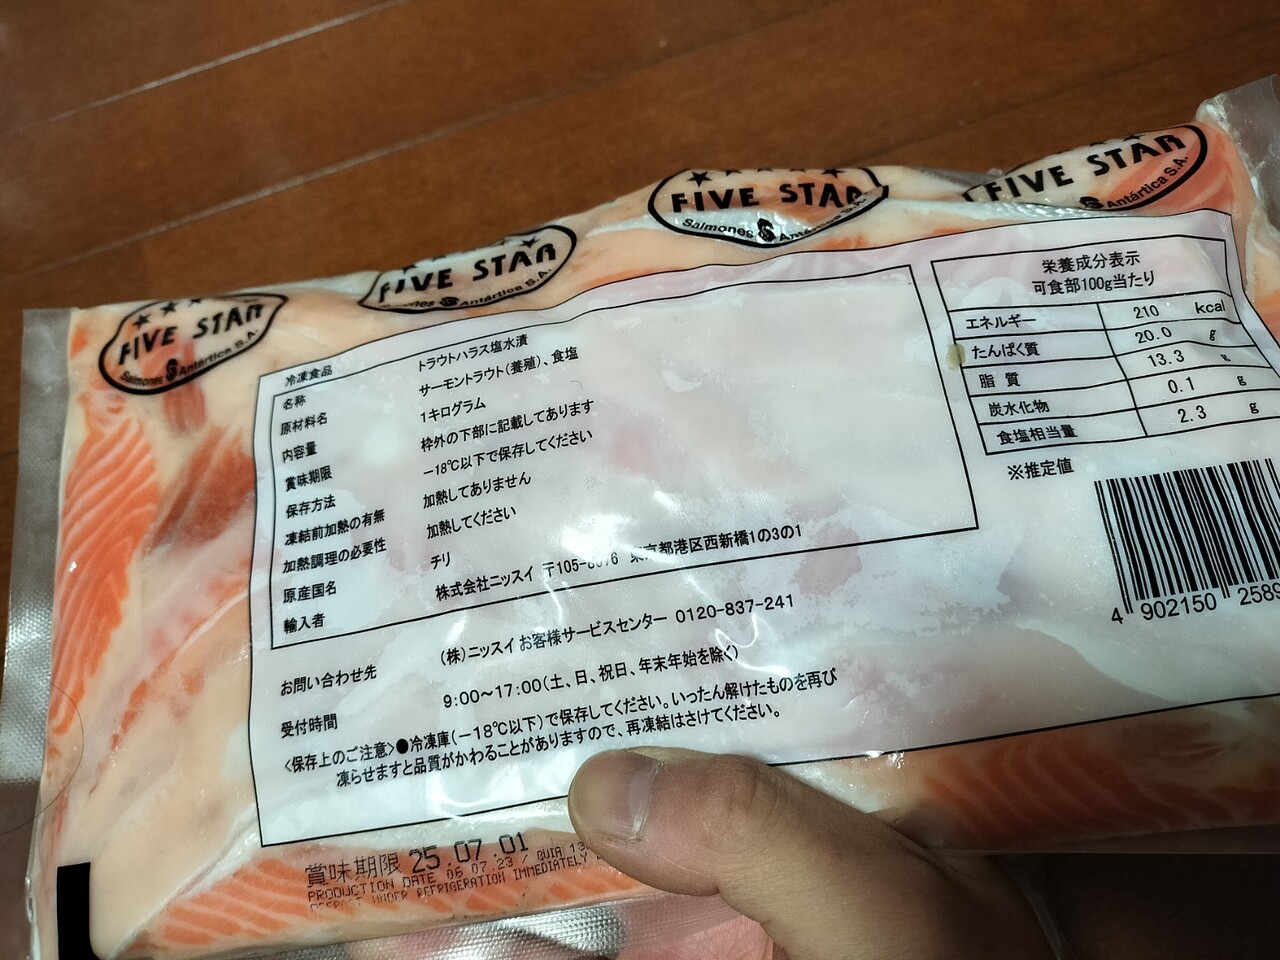 FIVE STAR
Salmones Antártica S.A.
FIVE STAR
Antártica S.A.
FIVE STAR
Salmones
FIVE STAR
Antártica S.A.
冷凍食品
名称 トラウトハラス塩水漬
原材料名 サーモントラウト(養殖)、食塩
内容量 1キログラム
賞味期限 枠外の下部に記載してあります
保存方法 −18℃以下で保存してください
凍結前加熱の有無 加熱してありません
加熱調理の必要性 加熱してください
原産国名 チリ
輸入者 株式会社ニッスイ 〒105- 東京都港区西新橋1の3の1
お問い合わせ先 (株)ニッスイ お客様サービスセンター 0120-837-241
受付時間 9:00〜17:00(土、日、祝日、年末年始を除く)
〈保存上のご注意〉●冷凍庫(−18℃以下)で保存してください。いったん解けたものを再び
凍らせますと品質がかわることがありますので、再凍結はさけてください。
栄養成分表示
可食部100g当たり
エネルギー 210 kcal
たんぱく質 20.0 g
脂質 13.3 g
炭水化物 0.1 g
食塩相当量 2.3 g
※推定値
4 902150 2589
賞味期限 25.07.01
PRODUCTION DATE 06 07 23 /
UNDER REFRIGERATION IMMEDIATELY